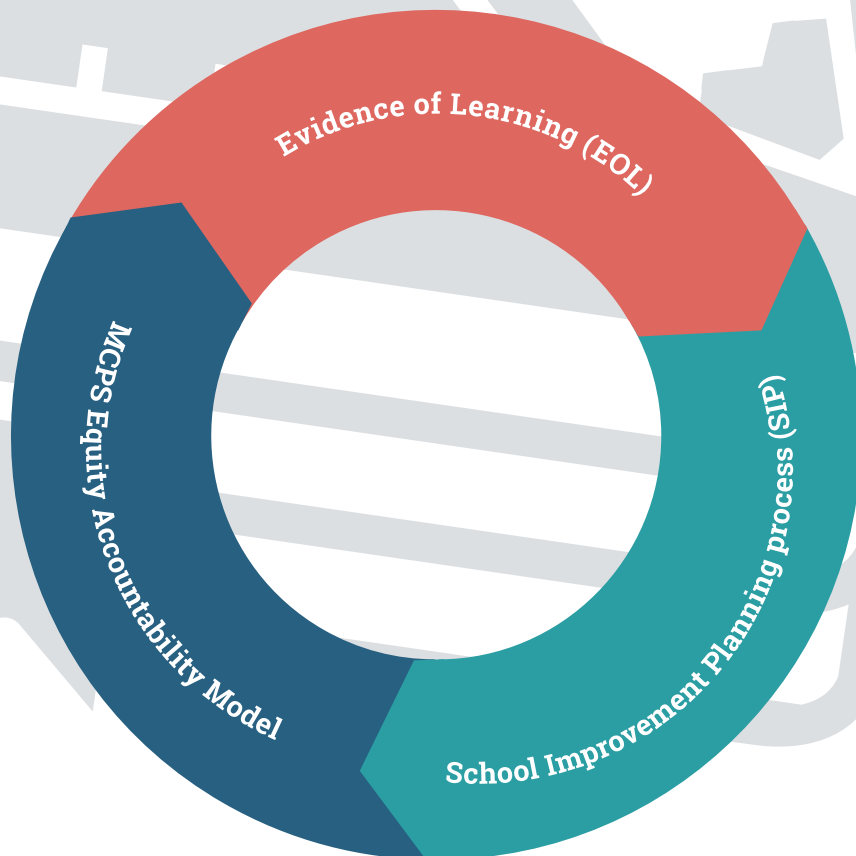 Evidence of Learning (EOL)
School Improvement Planning process (SIP)
MCPS Equity Accountability Model